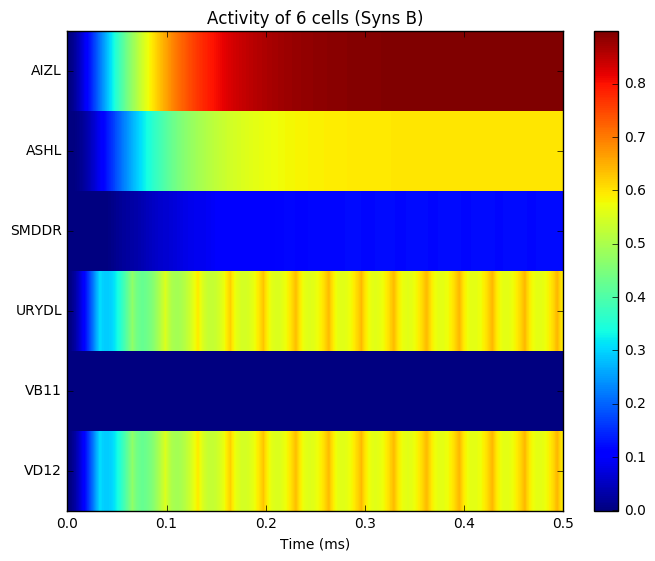 Activity of 6 cells (Syns B)
AIZL
ASHL
SMDDR
URYDL
VB11
VD12
0.0 0.1 0.2 0.3 0.4 0.5
Time (ms)
0.8
0.7
0.6
0.5
0.4
0.3
0.2
0.1
0.0